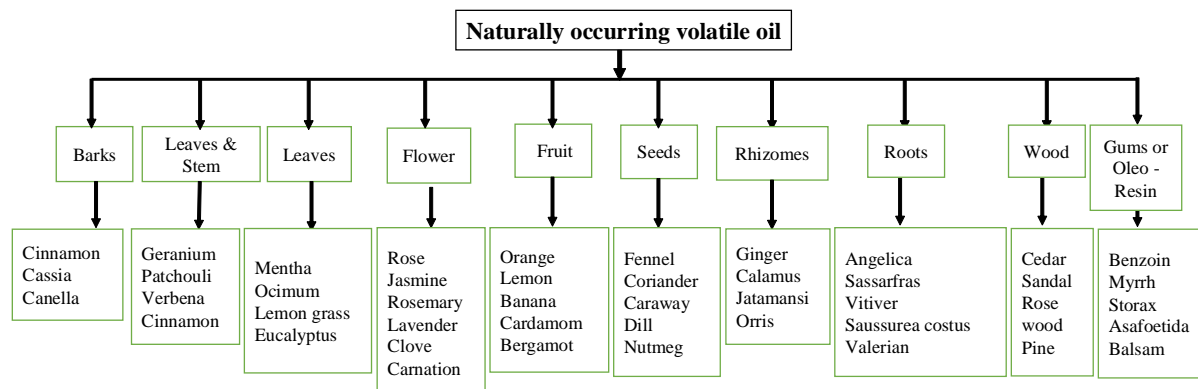 Naturally occurring volatile oil
Barks
Leaves &
Stem
Leaves
Flower
Fruit
Seeds
Rhizomes
Roots
Wood
Gums or
Oleo -
Resin
Cinnamon
Cassia
Canella
Geranium
Patchouli
Verbena
Cinnamon
Mentha
Ocimum
Lemon grass
Eucalyptus
Rose
Jasmine
Rosemary
Lavender
Clove
Carnation
Orange
Lemon
Banana
Cardamom
Bergamot
Fennel
Coriander
Caraway
Dill
Nutmeg
Ginger
Calamus
Jatamansi
Orris
Angelica
Sassarfras
Vitiver
Saussurea costus
Valerian
Cedar
Sandal
Rose
wood
Pine
Benzoin
Myrrh
Storax
Asafoetida
Balsam